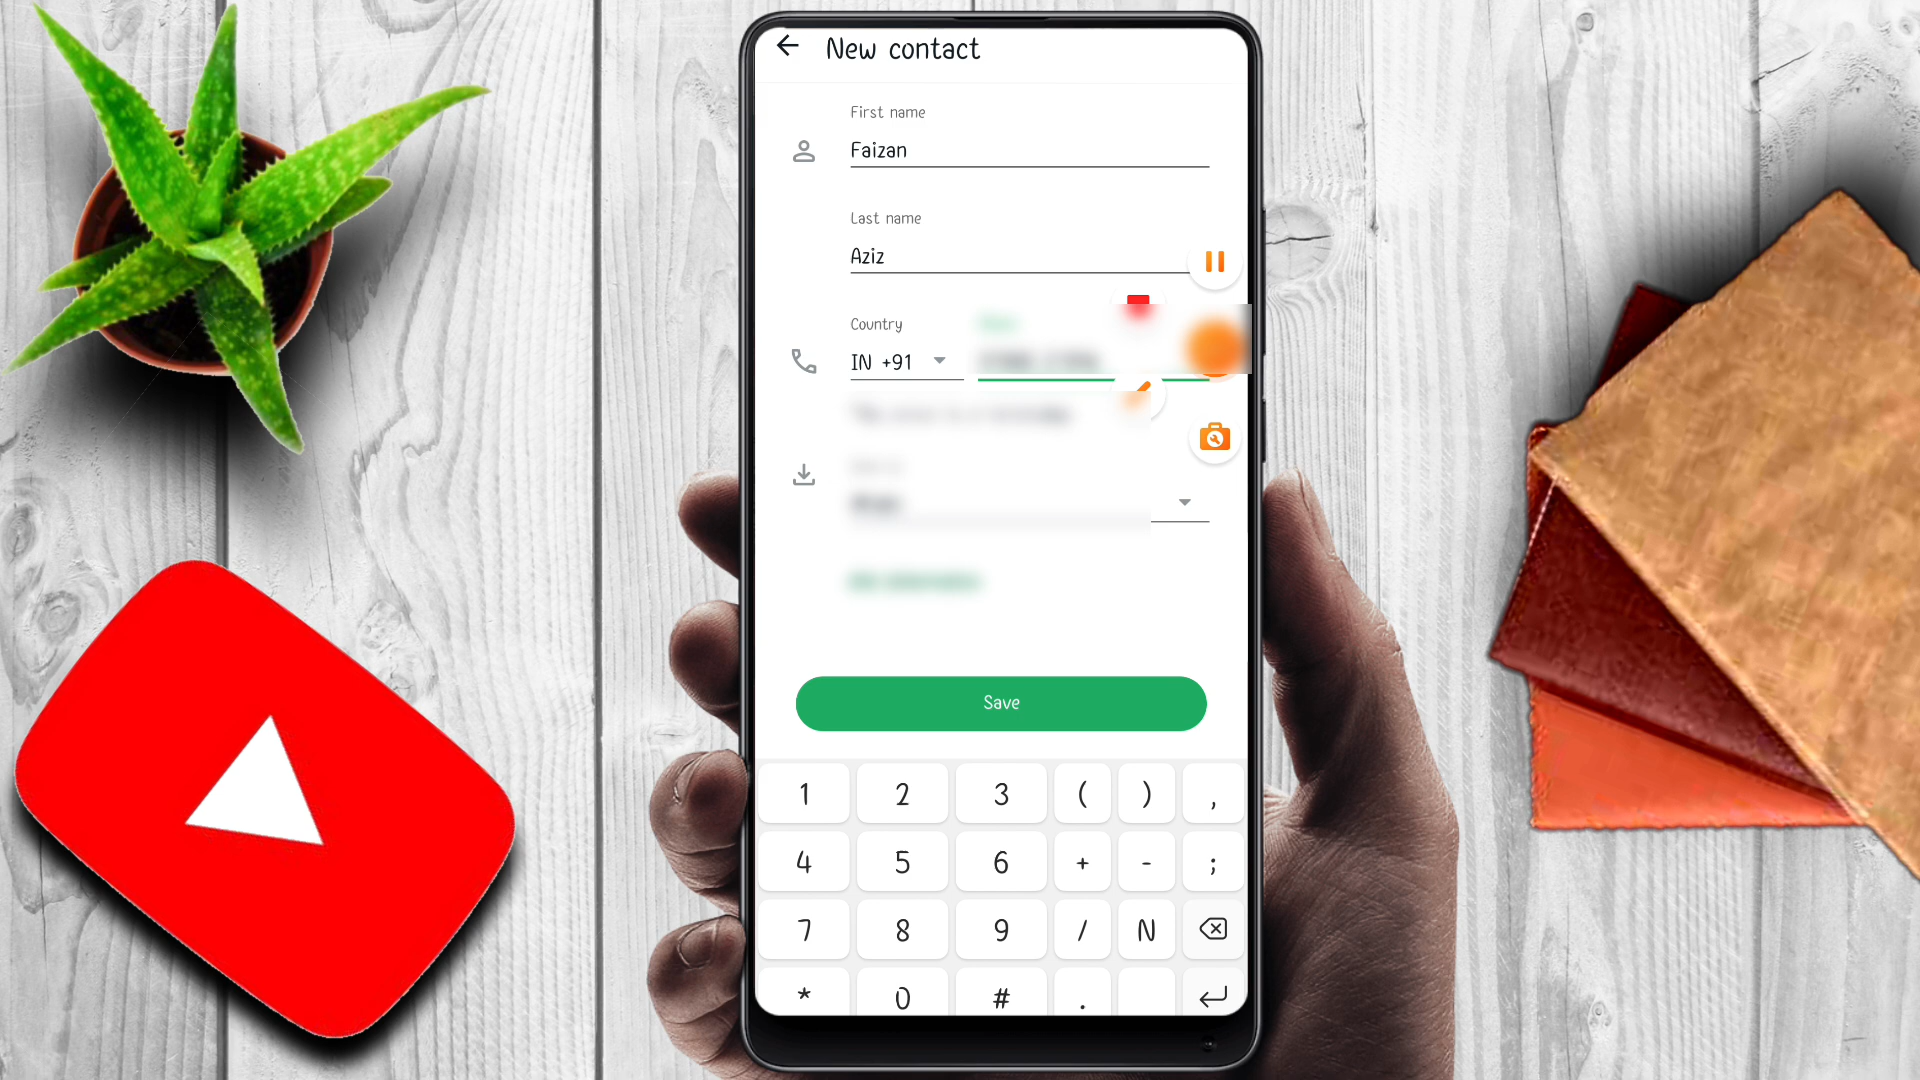 New contact
First name
Faizan
Last name
Aziz
Country
IN +91
Save
1 2 3 ( ) ,
4 5 6 + - ;
7 8 9 / N
* 0 # .